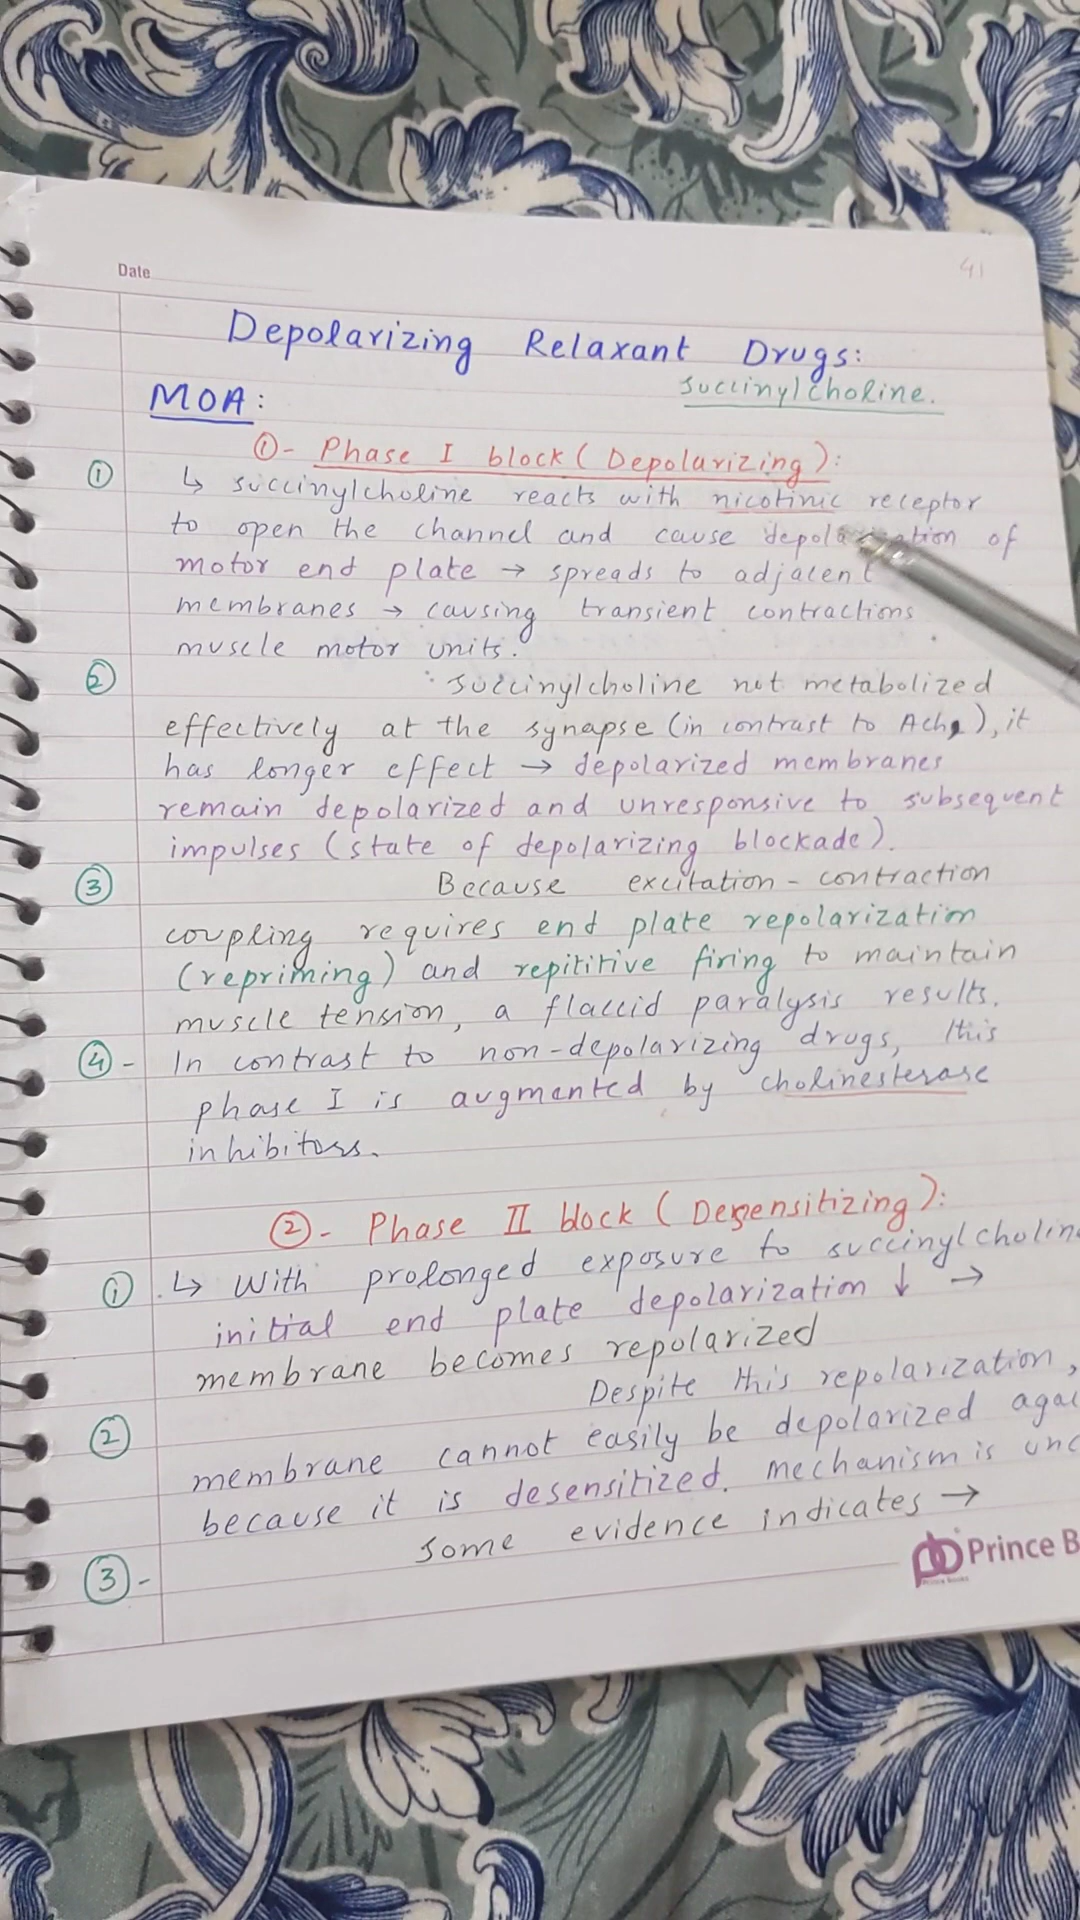 Date
41
Depolarizing Relaxant Drugs:
Succinylcholine.
MOA:
①- Phase I block (Depolarizing):
① ↳ succinylcholine reacts with nicotinic receptor
to open the channel and cause of
motor end plate → spreads to adjacent
membranes → causing transient contractions
muscle motor units.
② Succinylcholine not metabolized
effectively at the synapse (in contrast to Ach), it
has longer effect → depolarized membranes
remain depolarized and unresponsive to subsequent
impulses (state of depolarizing blockade).
③ Because excitation - contraction
coupling requires end plate repolarization
(repriming) and repititive firing to maintain
muscle tension, a flaccid paralysis results.
④- In contrast to non-depolarizing drugs, this
phase I is augmented by cholinesterase
inhibitors.
②- Phase II block (Desensitizing):
① ↳ With prolonged exposure to
initial end plate depolarization ↓ →
membrane becomes repolarized
② Despite this repolarization,
membrane cannot easily be depolarized
because it is desensitized. mechanism is
③- Some evidence indicates →
Prince